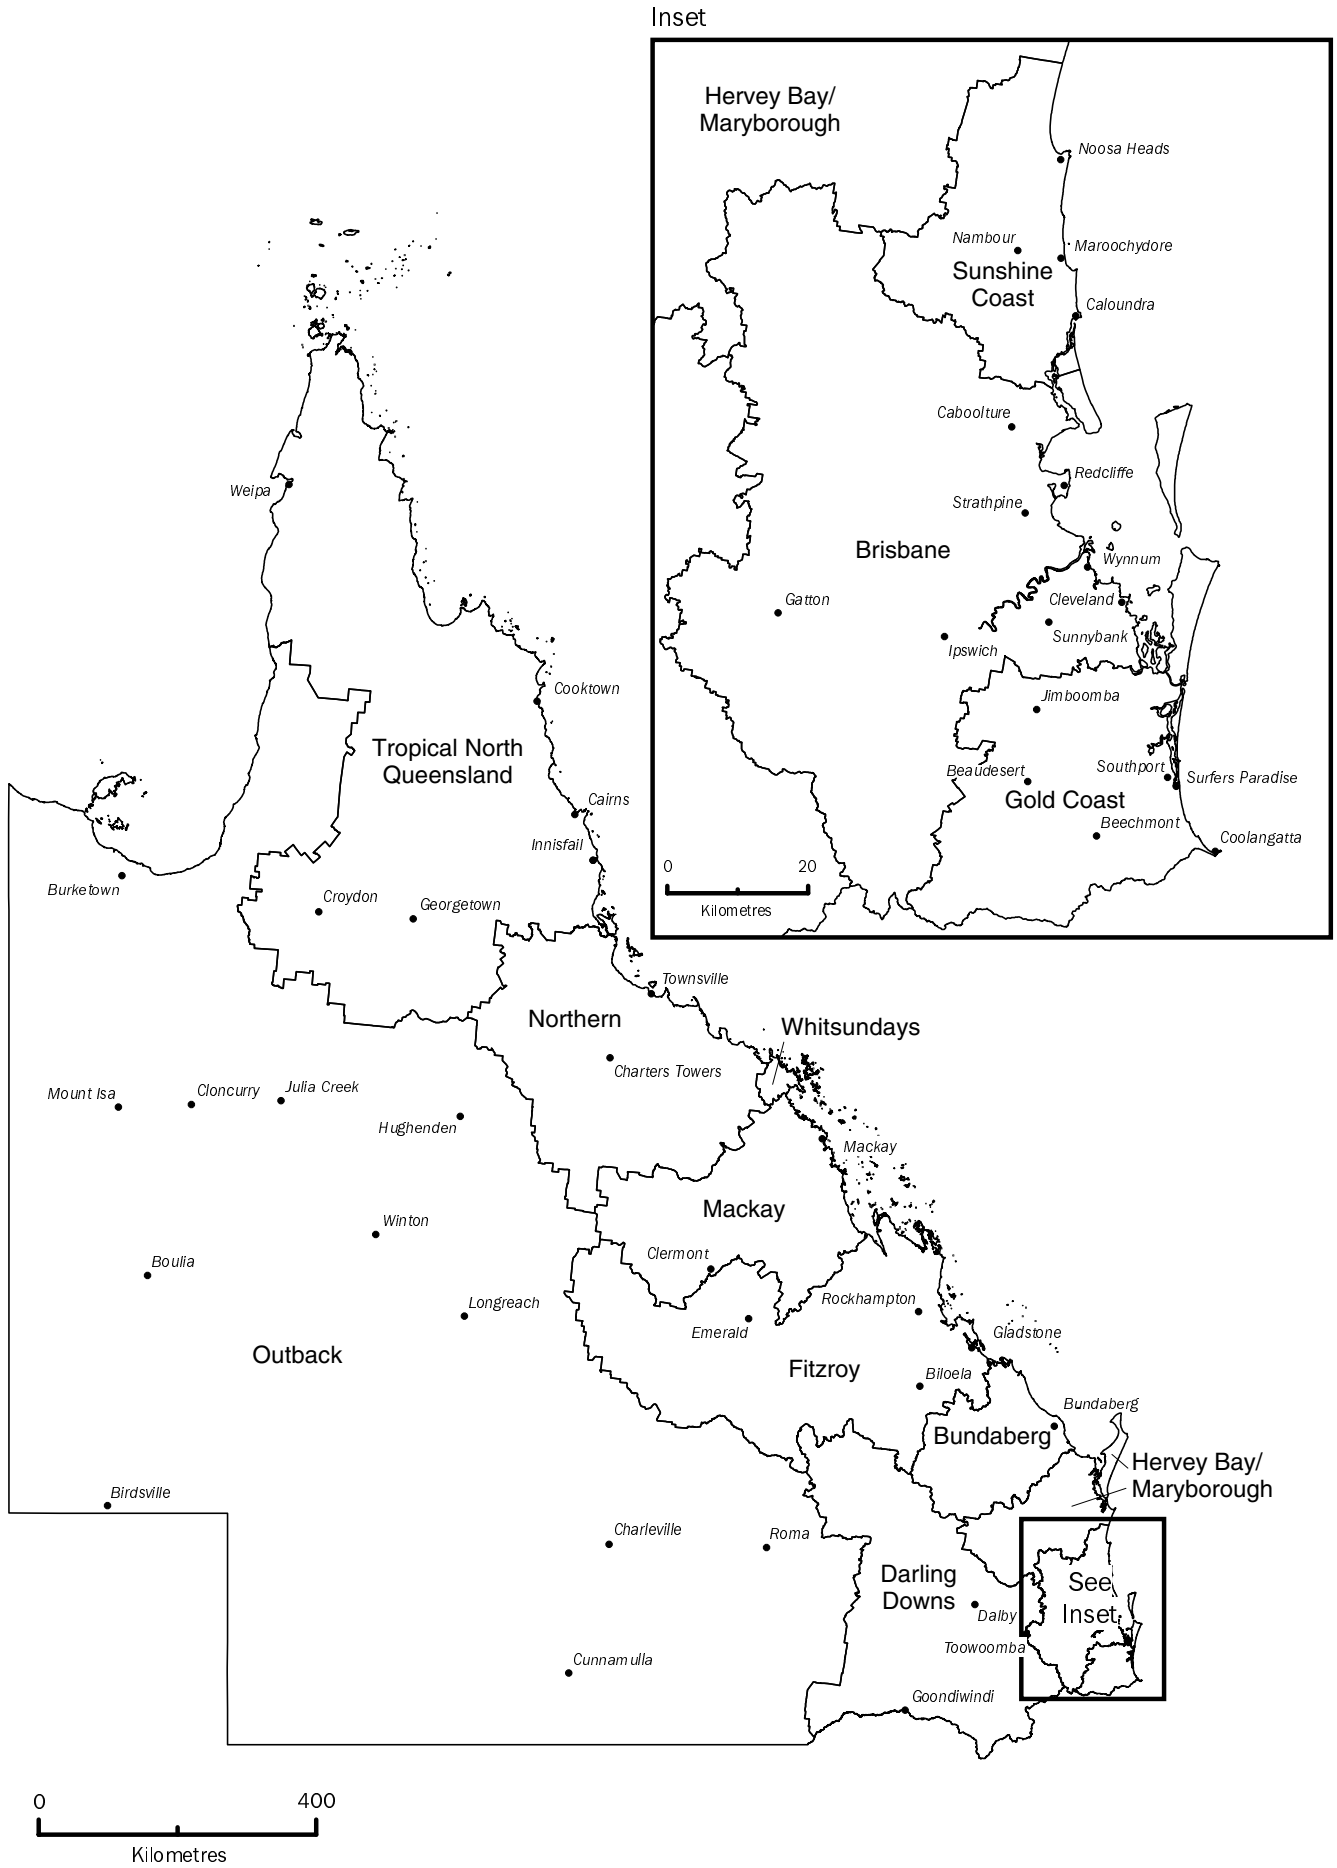 Inset
Hervey Bay/
Maryborough
Noosa Heads
Nambour
Maroochydore
Sunshine
Coast
Caloundra
Caboolture
Redcliffe
Strathpine
Brisbane
Wynnum
Gatton
Cleveland
Sunnybank
Ipswich
Jimboomba
Beaudesert
Southport
Surfers Paradise
Gold Coast
Beechmont
Coolangatta
0 20
Kilometres
Weipa
Cooktown
Tropical North
Queensland
Cairns
Innisfail
Burketown
Croydon
Georgetown
Townsville
Northern
Whitsundays
Charters Towers
Mount Isa
Cloncurry
Julia Creek
Hughenden
Mackay
Mackay
Winton
Clermont
Boulia
Longreach
Rockhampton
Emerald
Gladstone
Outback
Fitzroy
Biloela
Bundaberg
Bundaberg
Hervey Bay/
Maryborough
Birdsville
Charleville
Roma
Darling
Downs
See
Inset
Dalby
Toowoomba
Cunnamulla
Goondiwindi
0 400
Kilometres